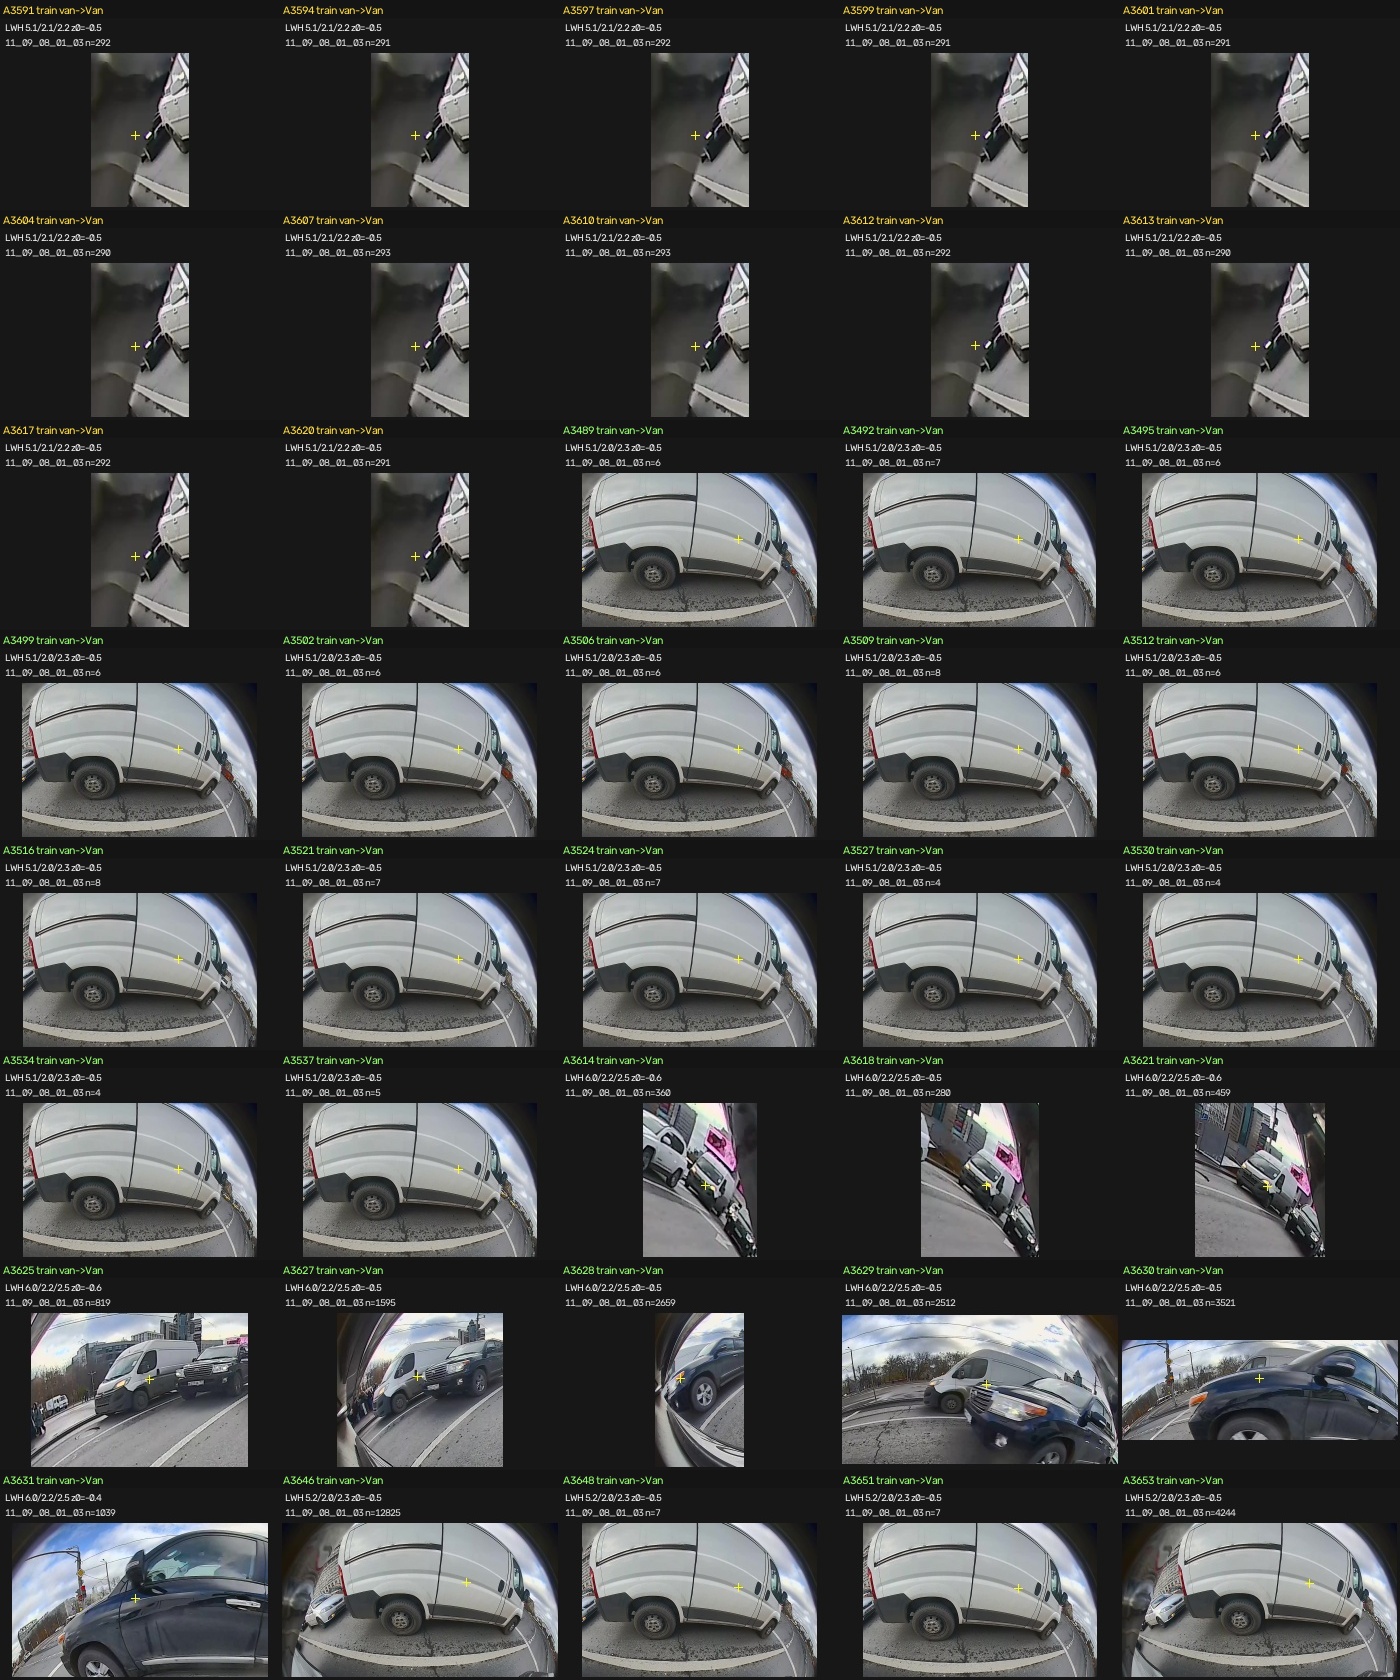 A3591 train van->Van
LWH 5.1/2.1/2.2 z0=-0.5
11_09_08_01_03 n=292
A3594 train van->Van
LWH 5.1/2.1/2.2 z0=-0.5
11_09_08_01_03 n=291
A3597 train van->Van
LWH 5.1/2.1/2.2 z0=-0.5
11_09_08_01_03 n=292
A3599 train van->Van
LWH 5.1/2.1/2.2 z0=-0.5
11_09_08_01_03 n=291
A3601 train van->Van
LWH 5.1/2.1/2.2 z0=-0.5
11_09_08_01_03 n=291
A3604 train van->Van
LWH 5.1/2.1/2.2 z0=-0.5
11_09_08_01_03 n=290
A3607 train van->Van
LWH 5.1/2.1/2.2 z0=-0.5
11_09_08_01_03 n=293
A3610 train van->Van
LWH 5.1/2.1/2.2 z0=-0.5
11_09_08_01_03 n=293
A3612 train van->Van
LWH 5.1/2.1/2.2 z0=-0.5
11_09_08_01_03 n=292
A3613 train van->Van
LWH 5.1/2.1/2.2 z0=-0.5
11_09_08_01_03 n=290
A3617 train van->Van
LWH 5.1/2.1/2.2 z0=-0.5
11_09_08_01_03 n=292
A3620 train van->Van
LWH 5.1/2.1/2.2 z0=-0.5
11_09_08_01_03 n=291
A3489 train van->Van
LWH 5.1/2.0/2.3 z0=-0.5
11_09_08_01_03 n=6
A3492 train van->Van
LWH 5.1/2.0/2.3 z0=-0.5
11_09_08_01_03 n=7
A3495 train van->Van
LWH 5.1/2.0/2.3 z0=-0.5
11_09_08_01_03 n=6
A3499 train van->Van
LWH 5.1/2.0/2.3 z0=-0.5
11_09_08_01_03 n=6
A3502 train van->Van
LWH 5.1/2.0/2.3 z0=-0.5
11_09_08_01_03 n=6
A3506 train van->Van
LWH 5.1/2.0/2.3 z0=-0.5
11_09_08_01_03 n=6
A3509 train van->Van
LWH 5.1/2.0/2.3 z0=-0.5
11_09_08_01_03 n=8
A3512 train van->Van
LWH 5.1/2.0/2.3 z0=-0.5
11_09_08_01_03 n=6
A3516 train van->Van
LWH 5.1/2.0/2.3 z0=-0.5
11_09_08_01_03 n=8
A3521 train van->Van
LWH 5.1/2.0/2.3 z0=-0.5
11_09_08_01_03 n=7
A3524 train van->Van
LWH 5.1/2.0/2.3 z0=-0.5
11_09_08_01_03 n=7
A3527 train van->Van
LWH 5.1/2.0/2.3 z0=-0.5
11_09_08_01_03 n=4
A3530 train van->Van
LWH 5.1/2.0/2.3 z0=-0.5
11_09_08_01_03 n=4
A3534 train van->Van
LWH 5.1/2.0/2.3 z0=-0.5
11_09_08_01_03 n=4
A3537 train van->Van
LWH 5.1/2.0/2.3 z0=-0.5
11_09_08_01_03 n=5
A3614 train van->Van
LWH 6.0/2.2/2.5 z0=-0.6
11_09_08_01_03 n=360
A3618 train van->Van
LWH 6.0/2.2/2.5 z0=-0.5
11_09_08_01_03 n=280
A3621 train van->Van
LWH 6.0/2.2/2.5 z0=-0.6
11_09_08_01_03 n=459
A3625 train van->Van
LWH 6.0/2.2/2.5 z0=-0.6
11_09_08_01_03 n=819
A3627 train van->Van
LWH 6.0/2.2/2.5 z0=-0.5
11_09_08_01_03 n=1595
A3628 train van->Van
LWH 6.0/2.2/2.5 z0=-0.5
11_09_08_01_03 n=2659
A3629 train van->Van
LWH 6.0/2.2/2.5 z0=-0.5
11_09_08_01_03 n=2512
A3630 train van->Van
LWH 6.0/2.2/2.5 z0=-0.5
11_09_08_01_03 n=3521
A3631 train van->Van
LWH 6.0/2.2/2.5 z0=-0.4
11_09_08_01_03 n=1039
A3646 train van->Van
LWH 5.2/2.0/2.3 z0=-0.5
11_09_08_01_03 n=12825
A3648 train van->Van
LWH 5.2/2.0/2.3 z0=-0.5
11_09_08_01_03 n=7
A3651 train van->Van
LWH 5.2/2.0/2.3 z0=-0.5
11_09_08_01_03 n=7
A3653 train van->Van
LWH 5.2/2.0/2.3 z0=-0.5
11_09_08_01_03 n=4244